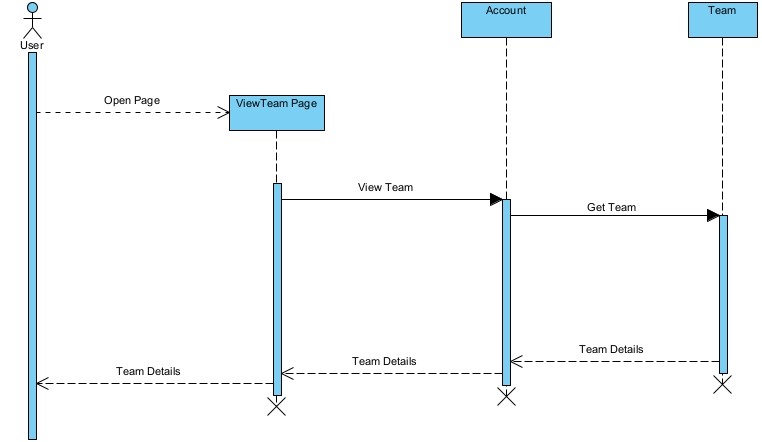 Account
Team
User
Open Page
ViewTeam Page
View Team
Get Team
Team Details
Team Details
Team Details